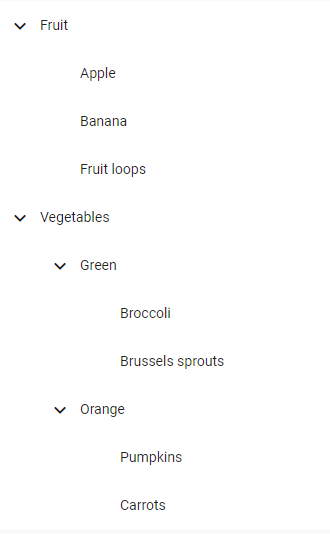 Fruit
Apple
Banana
Fruit loops
Vegetables
Green
Broccoli
Brussels sprouts
Orange
Pumpkins
Carrots